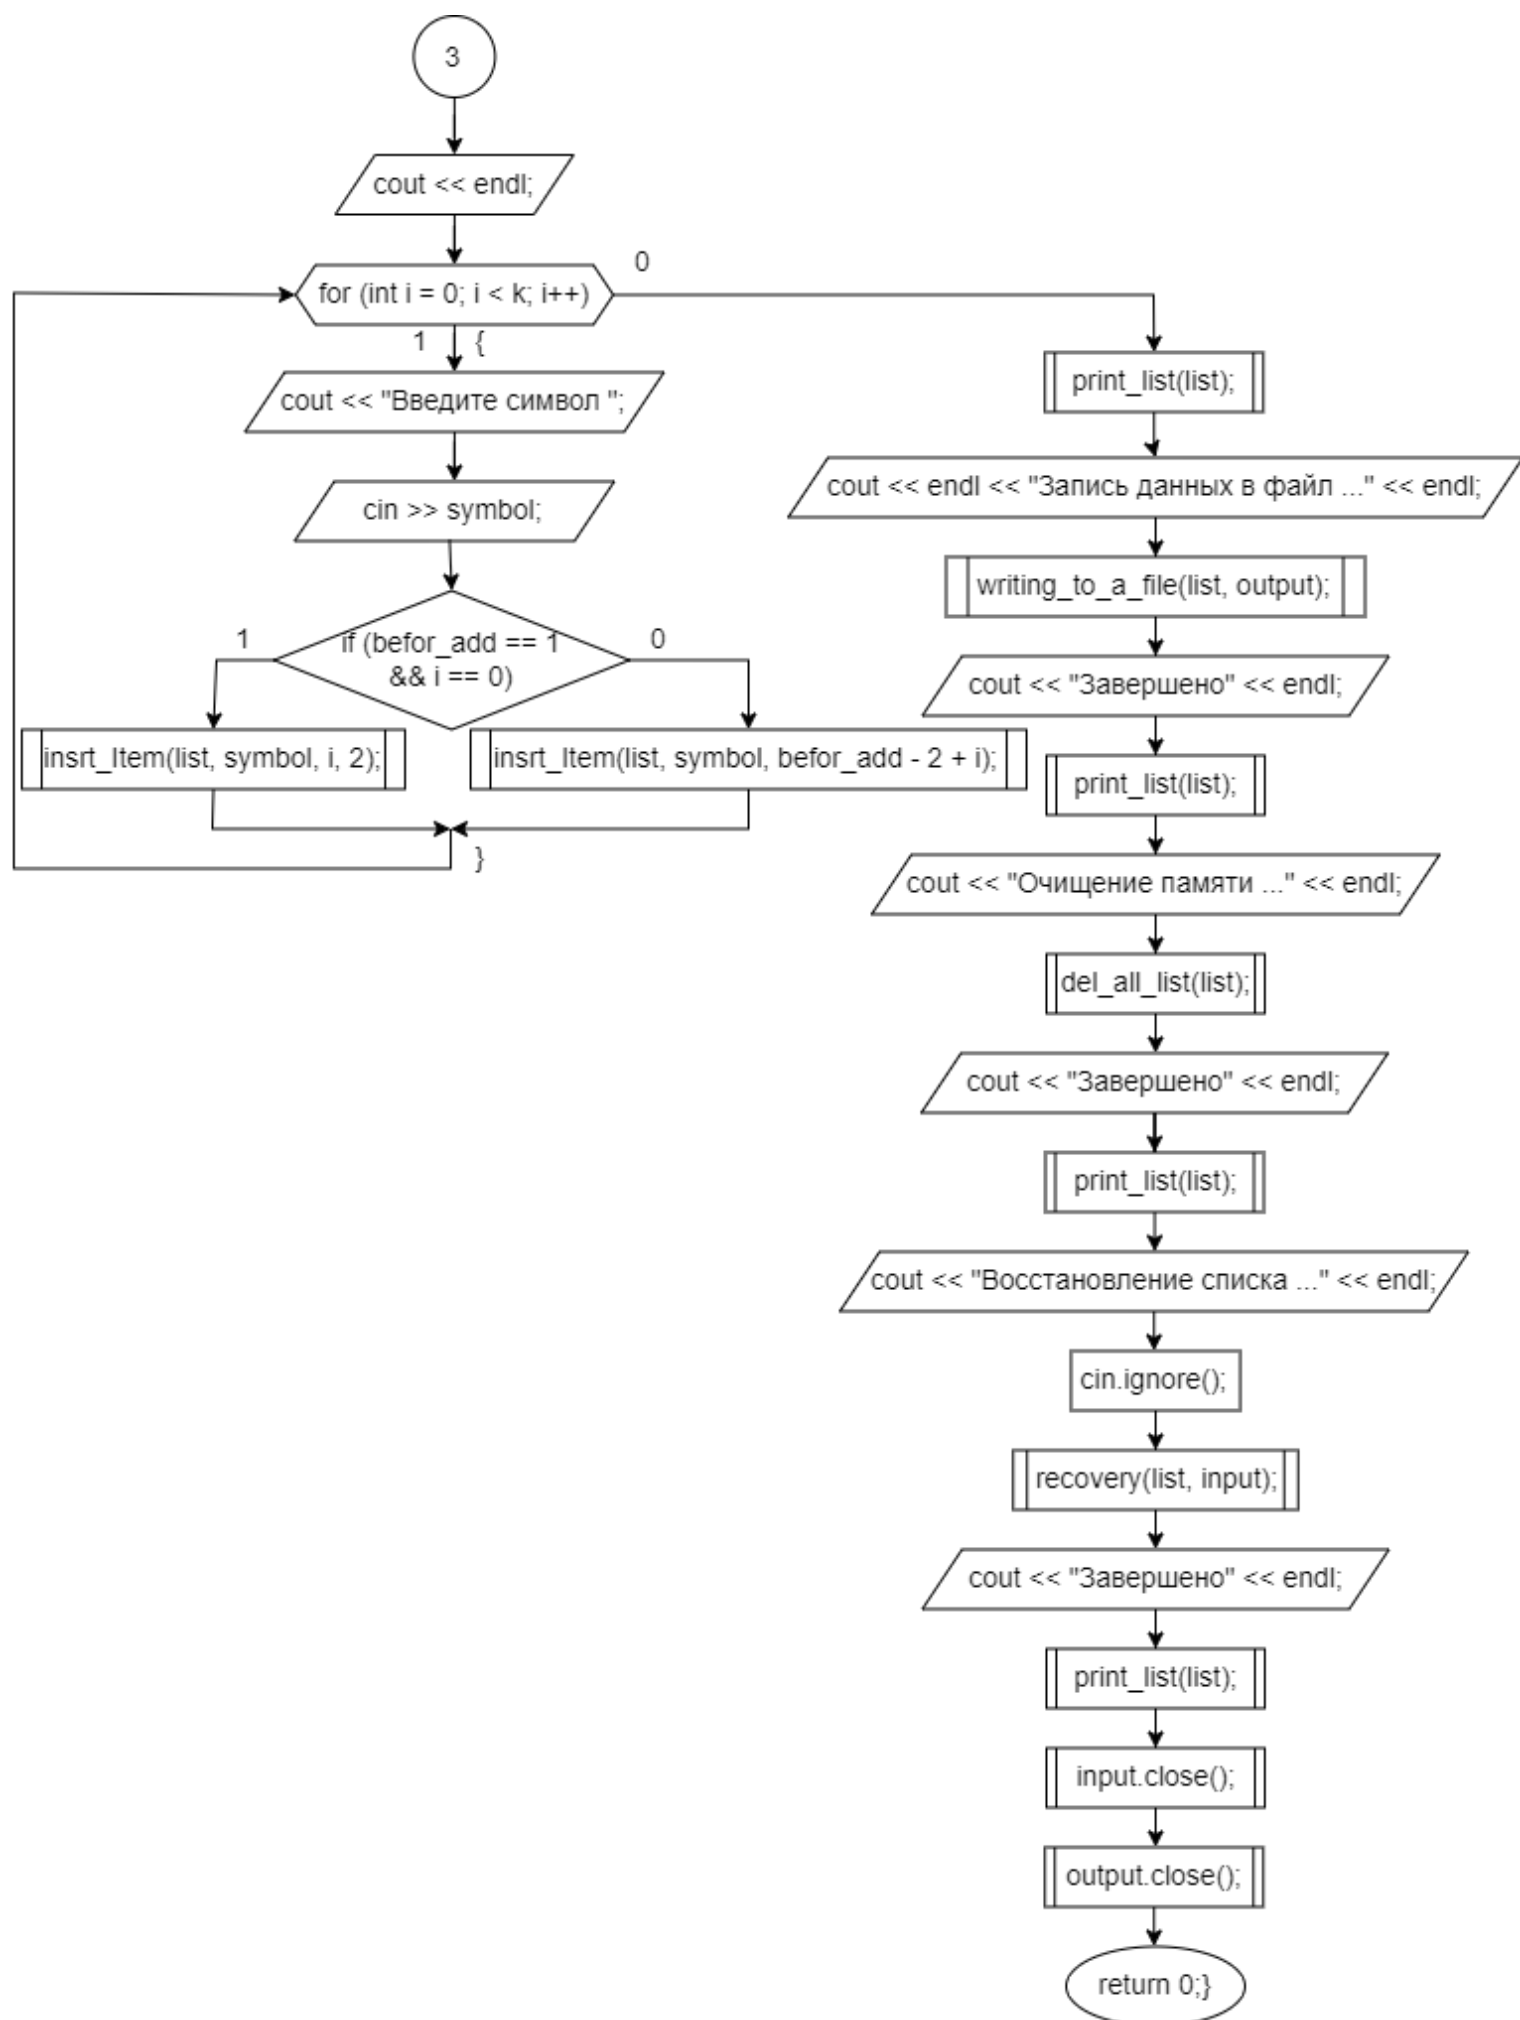 3
cout << endl;
0
for (int i = 0; i < k; i++)
1 {
cout << "Введите символ ";
cin >> symbol;
1
if (befor_add == 1
&& i == 0)
0
insrt_Item(list, symbol, i, 2);
insrt_Item(list, symbol, befor_add - 2 + i);
}
print_list(list);
cout << endl << "Запись данных в файл ..." << endl;
writing_to_a_file(list, output);
cout << "Завершено" << endl;
print_list(list);
cout << "Очищение памяти ..." << endl;
del_all_list(list);
cout << "Завершено" << endl;
print_list(list);
cout << "Восстановление списка ..." << endl;
cin.ignore();
recovery(list, input);
cout << "Завершено" << endl;
print_list(list);
input.close();
output.close();
return 0;}